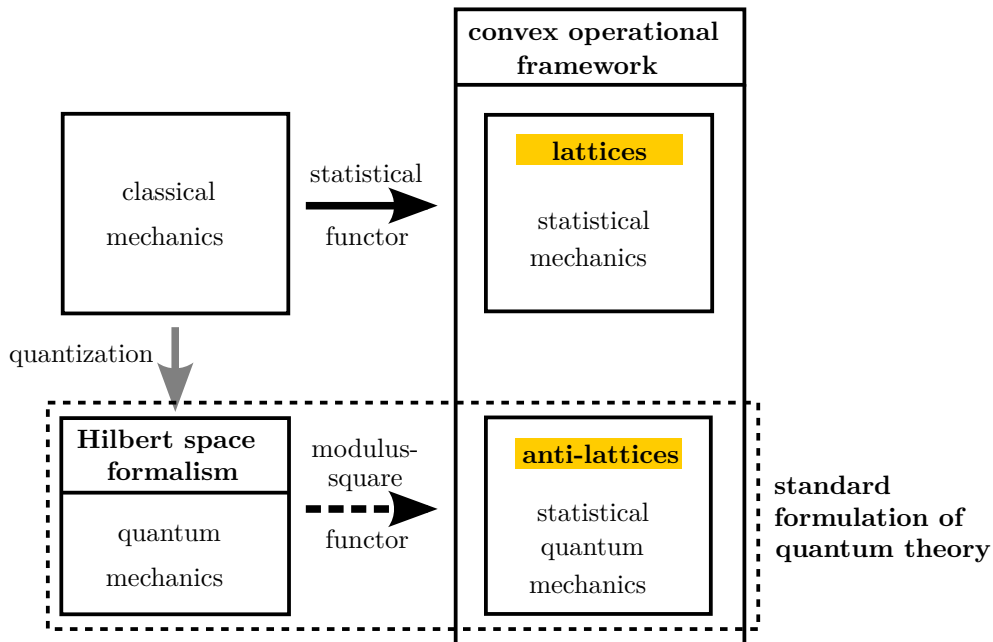 convex operational
framework
classical
mechanics
statistical
functor
lattices
statistical
mechanics
quantization
Hilbert space
formalism
quantum
mechanics
modulus-
square
functor
anti-lattices
statistical
quantum
mechanics
standard
formulation of
quantum theory